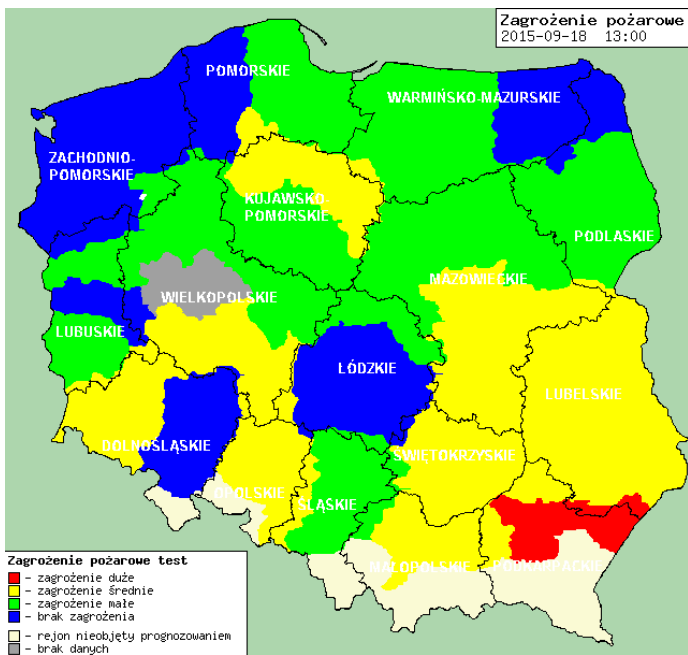 Zagrożenie pożarowe
2015-09-18 13:00
POMORSKIE
WARMIŃSKO-MAZURSKIE
ZACHODNIO-
POMORSKIE
KUJAWSKO-
POMORSKIE
PODLASKIE
MAZOWIECKIE
WIELKOPOLSKIE
LUBUSKIE
ŁÓDZKIE
LUBELSKIE
DOLNOŚLĄSKIE
ŚWIĘTOKRZYSKIE
OPOLSKIE
ŚLĄSKIE
MAŁOPOLSKIE
PODKARPACKIE
Zagrożenie pożarowe test
- zagrożenie duże
- zagrożenie średnie
- zagrożenie małe
- brak zagrożenia
- rejon nieobjęty prognozowaniem
- brak danych